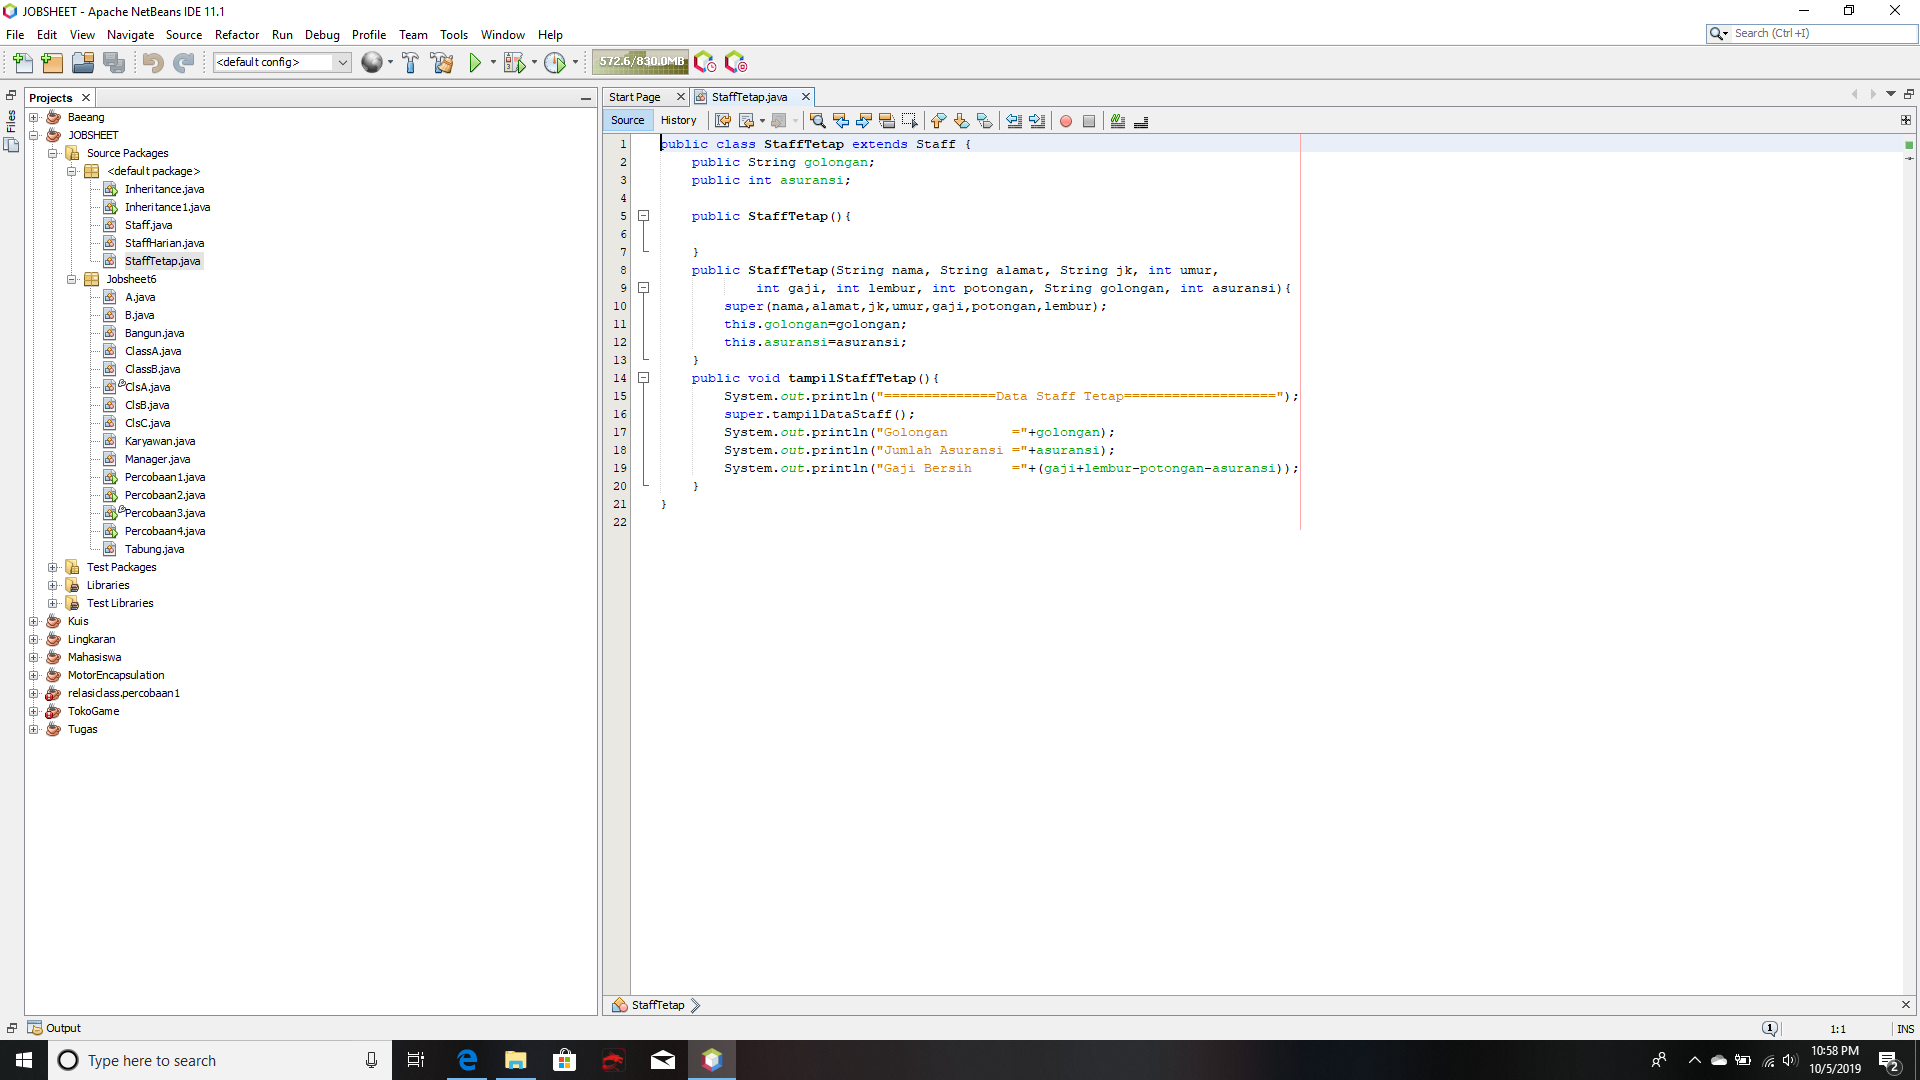 JOBSHEET - Apache NetBeans IDE 11.1
File Edit View Navigate Source Refactor Run Debug Profile Team Tools Window Help
Search (Ctrl+I)
<default config>
572.6/830.0MB
Files
Projects
Baeang
JOBSHEET
Source Packages
<default package>
Inheritance.java
Inheritance1.java
Staff.java
StaffHarian.java
StaffTetap.java
Jobsheet6
A.java
B.java
Bangun.java
ClassA.java
ClassB.java
ClsA.java
ClsB.java
ClsC.java
Karyawan.java
Manager.java
Percobaan1.java
Percobaan2.java
Percobaan3.java
Percobaan4.java
Tabung.java
Test Packages
Libraries
Test Libraries
Kuis
Lingkaran
Mahasiswa
MotorEncapsulation
relasiclass.percobaan1
TokoGame
Tugas
Start Page StaffTetap.java
Source History
1 public class StaffTetap extends Staff {
2 public String golongan;
3 public int asuransi;
4
5 public StaffTetap(){
6
7 }
8 public StaffTetap(String nama, String alamat, String jk, int umur,
9 int gaji, int lembur, int potongan, String golongan, int asuransi){
10 super(nama,alamat,jk,umur,gaji,potongan,lembur);
11 this.golongan=golongan;
12 this.asuransi=asuransi;
13 }
14 public void tampilStaffTetap(){
15 System.out.println("==============Data Staff Tetap===================");
16 super.tampilDataStaff();
17 System.out.println("Golongan        ="+golongan);
18 System.out.println("Jumlah Asuransi ="+asuransi);
19 System.out.println("Gaji Bersih     ="+(gaji+lembur-potongan-asuransi));
20 }
21 }
22
StaffTetap
Output
1
1:1
INS
Type here to search
10:58 PM
10/5/2019
2